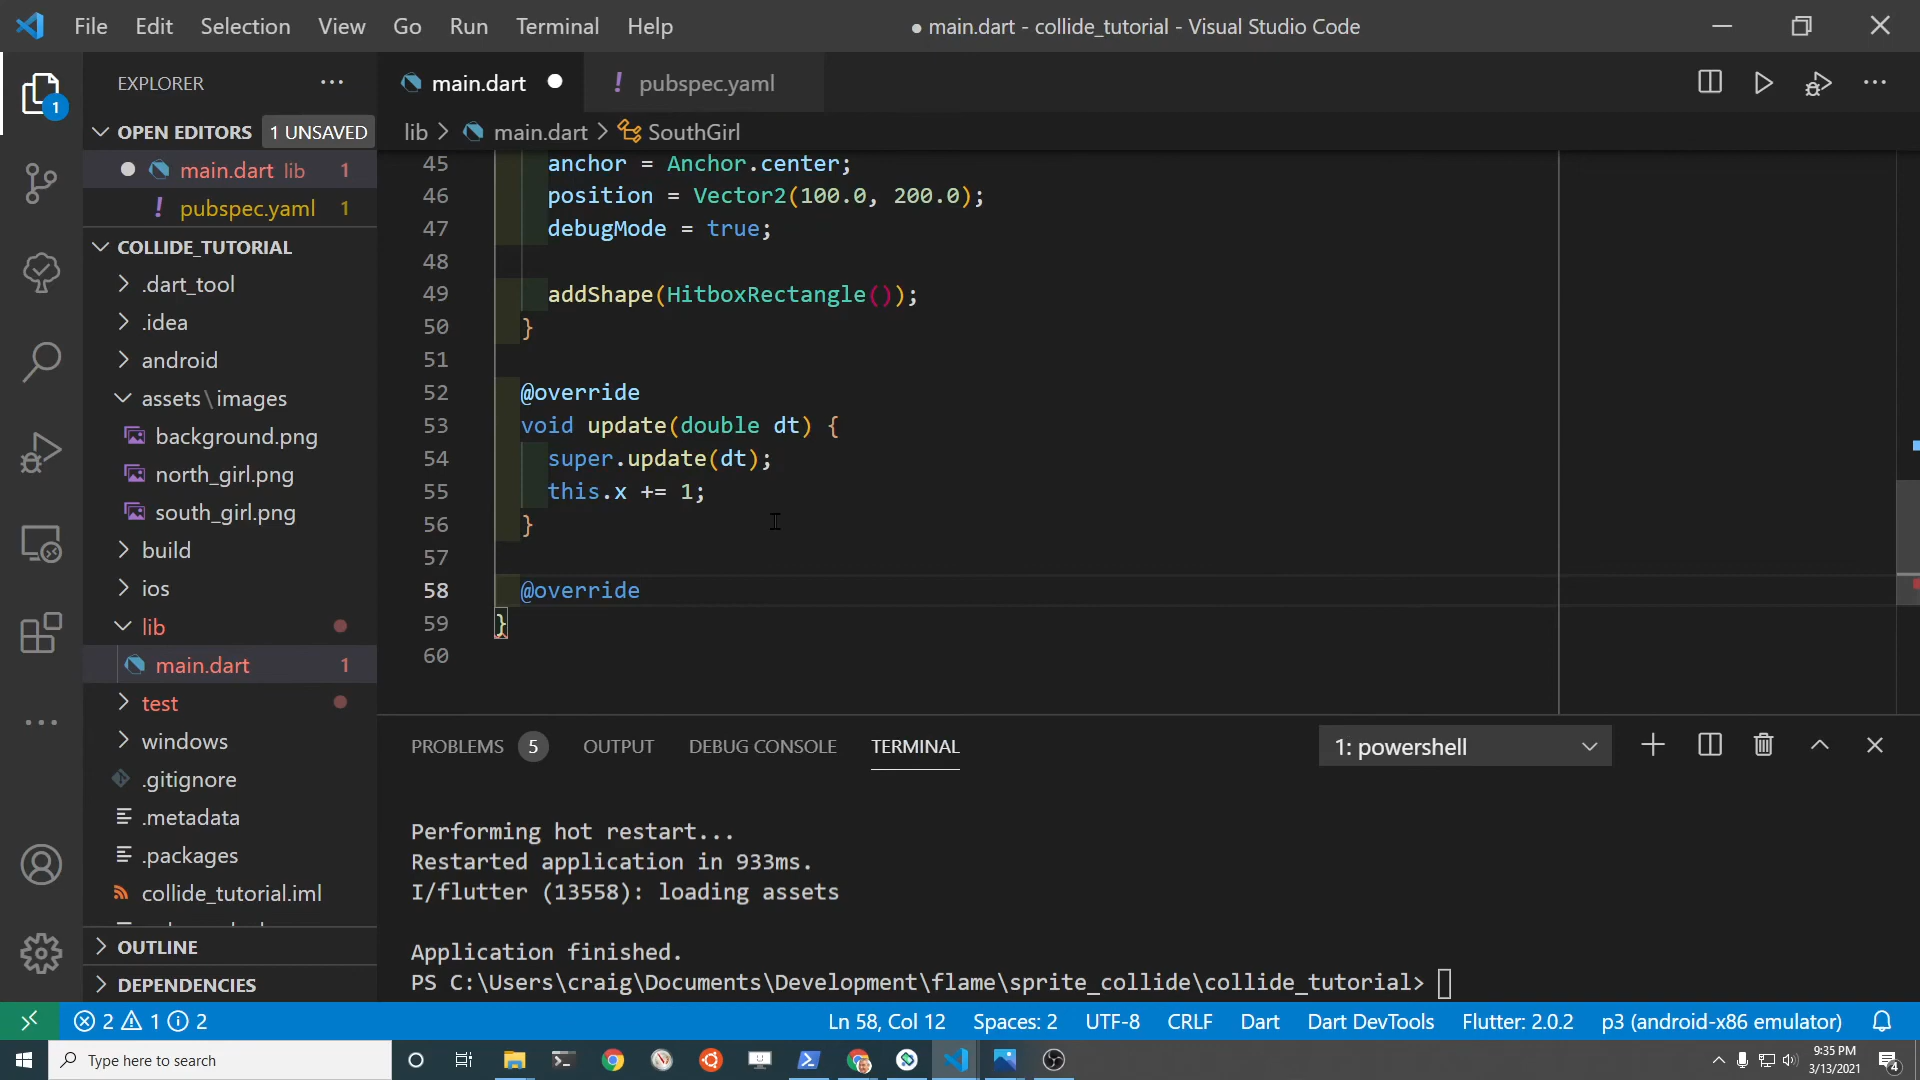 File Edit Selection View Go Run Terminal Help
● main.dart - collide_tutorial - Visual Studio Code
EXPLORER
main.dart
! pubspec.yaml
OPEN EDITORS 1 UNSAVED
lib > main.dart > SouthGirl
main.dart lib 1
! pubspec.yaml 1
COLLIDE_TUTORIAL
.dart_tool
.idea
android
assets\images
background.png
north_girl.png
south_girl.png
build
ios
lib
main.dart 1
test
windows
.gitignore
.metadata
.packages
collide_tutorial.iml
OUTLINE
DEPENDENCIES
1
45 anchor = Anchor.center;
46 position = Vector2(100.0, 200.0);
47 debugMode = true;
48
49 addShape(HitboxRectangle());
50 }
51
52 @override
53 void update(double dt) {
54 super.update(dt);
55 this.x += 1;
56 }
57
58 @override
59 }
60
PROBLEMS 5 OUTPUT DEBUG CONSOLE TERMINAL
1: powershell
Performing hot restart...
Restarted application in 933ms.
I/flutter (13558): loading assets
Application finished.
PS C:\Users\craig\Documents\Development\flame\sprite_collide\collide_tutorial>
2 1 2
Ln 58, Col 12 Spaces: 2 UTF-8 CRLF Dart Dart DevTools Flutter: 2.0.2 p3 (android-x86 emulator)
Type here to search
9:35 PM
3/13/2021
4